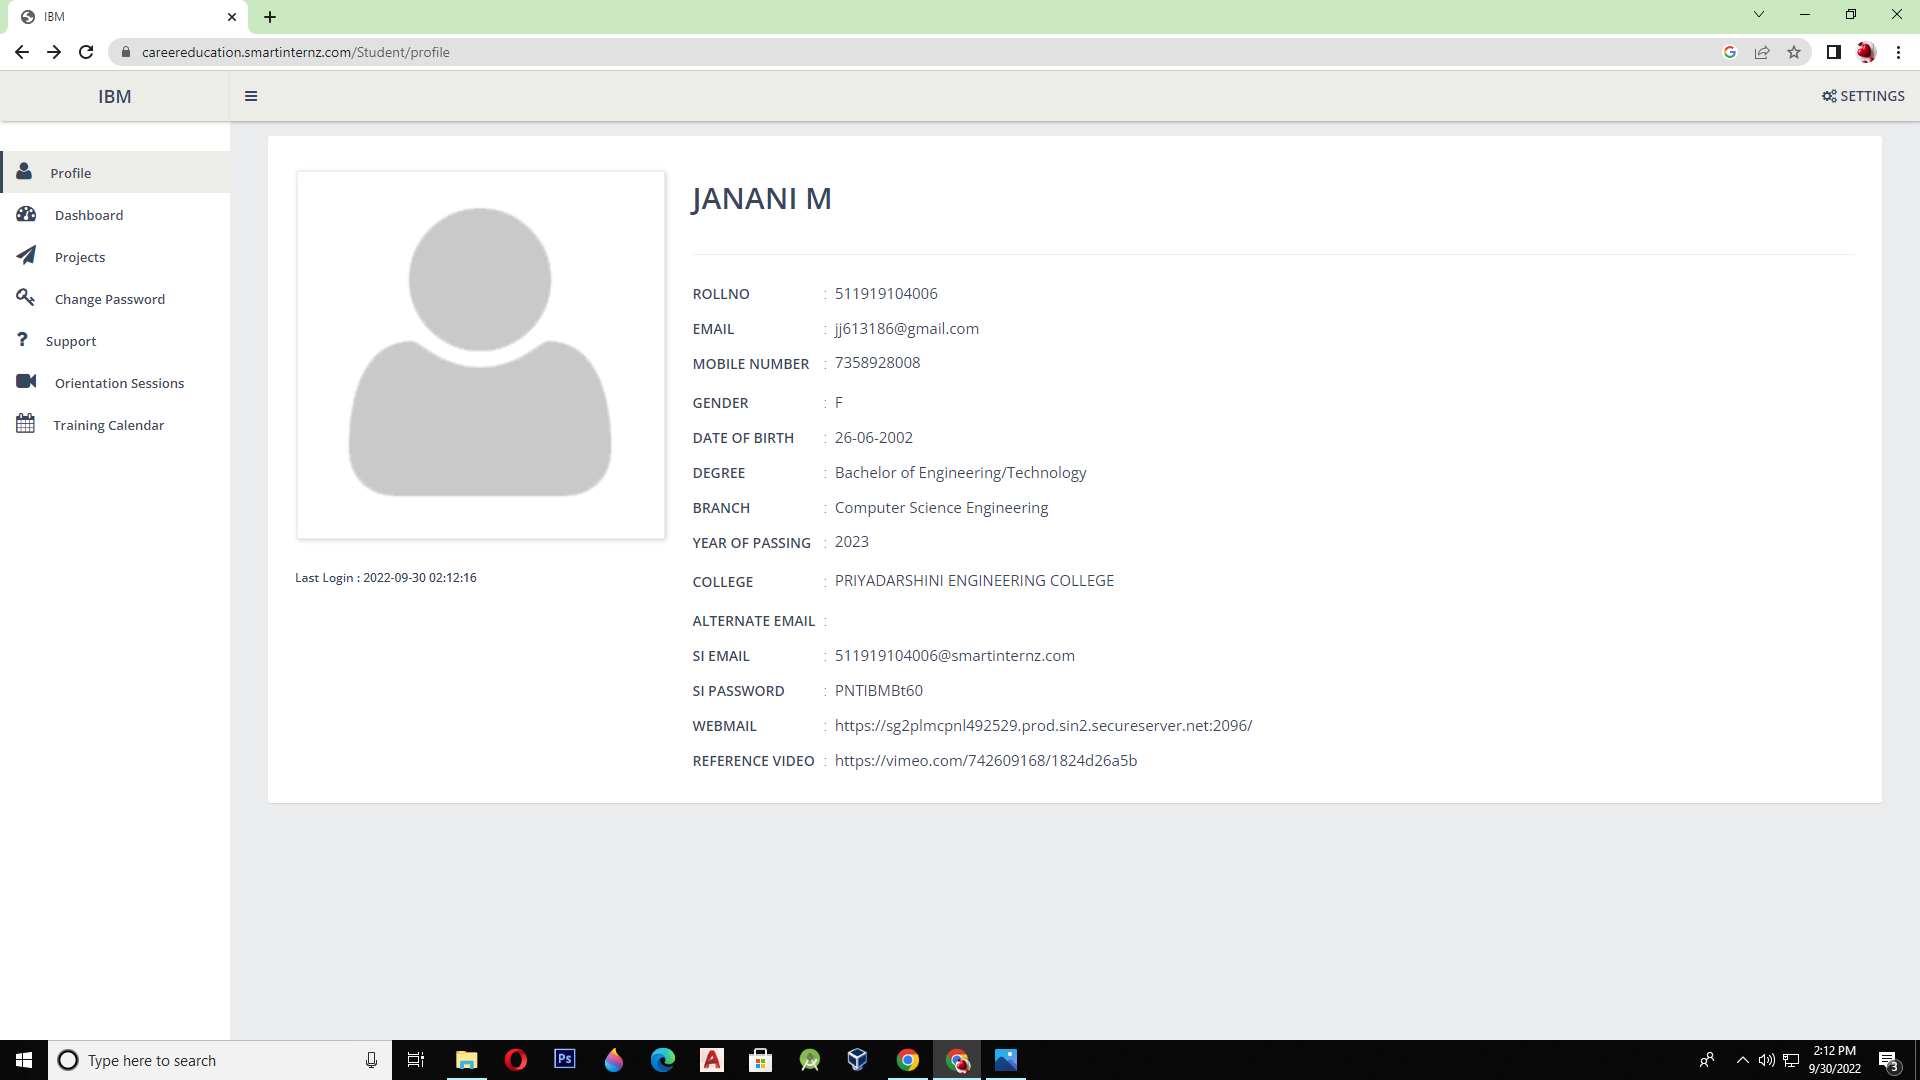 IBM
careereducation.smartinternz.com/Student/profile
IBM
SETTINGS
Profile
Dashboard
Projects
Change Password
Support
Orientation Sessions
Training Calendar
JANANI M
ROLLNO : 511919104006
EMAIL : jj613186@gmail.com
MOBILE NUMBER : 7358928008
GENDER : F
DATE OF BIRTH : 26-06-2002
DEGREE : Bachelor of Engineering/Technology
BRANCH : Computer Science Engineering
YEAR OF PASSING : 2023
COLLEGE : PRIYADARSHINI ENGINEERING COLLEGE
ALTERNATE EMAIL :
SI EMAIL : 511919104006@smartinternz.com
SI PASSWORD : PNTIBMBt60
WEBMAIL : https://sg2plmcpnl492529.prod.sin2.secureserver.net:2096/
REFERENCE VIDEO : https://vimeo.com/742609168/1824d26a5b
Last Login : 2022-09-30 02:12:16
Type here to search
Ps
2:12 PM
9/30/2022
3